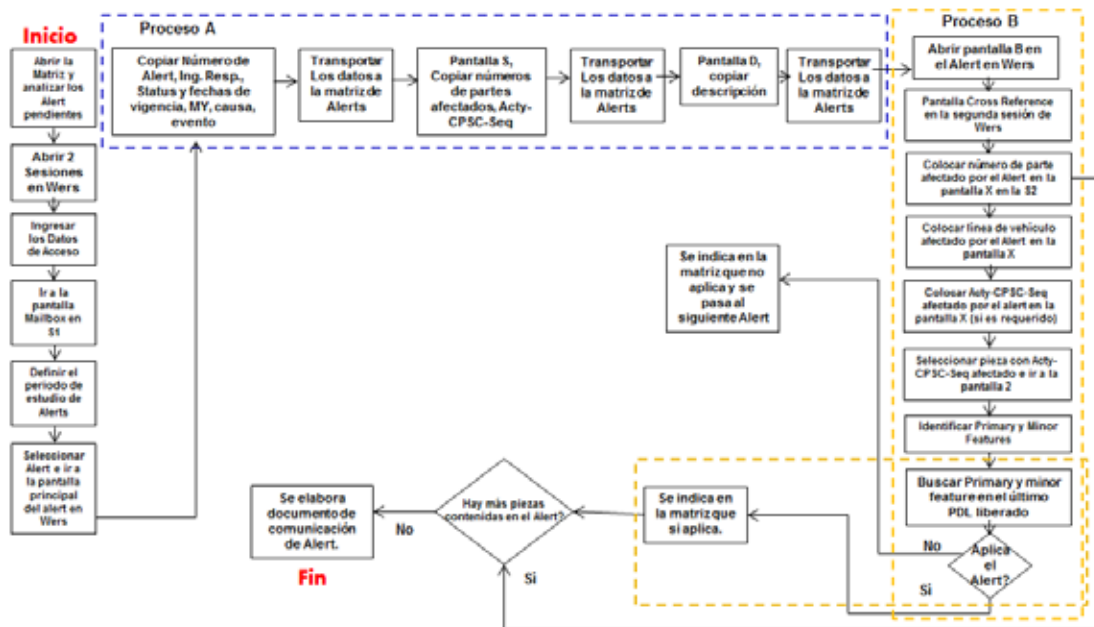 Inicio
Abrir la
Matriz y
analizar los
Alert
pendientes
Abrir 2
Sesiones
en Wers
Ingresar
los Datos
de Acceso
Ir a la
pantalla
Mailbox en
S1
Definir el
periodo de
estudio de
Alerts
Seleccionar
Alert e ir a
la pantalla
principal
del alert en
Wers
Proceso A
Copiar Número de
Alert, Ing. Resp.,
Status y fechas de
vigencia, MY, causa,
evento
Transportar
Los datos a
la matriz de
Alerts
Pantalla S,
Copiar números
de partes
afectados, Acty-
CPSC-Seq
Transportar
Los datos a
la matriz de
Alerts
Pantalla D,
copiar
descripción
Transportar
Los datos a
la matriz de
Alerts
Proceso B
Abrir pantalla B en
el Alert en Wers
Pantalla Cross Reference
en la segunda sesión de
Wers
Colocar número de parte
afectado por el Alert en la
pantalla X en la S2
Colocar línea de vehículo
afectado por el Alert en la
pantalla X
Colocar Acty-CPSC-Seq
afectado por el alert en la
pantalla X (si es requerido)
Seleccionar pieza con Acty-
CPSC-Seq afectado e ir a la
pantalla 2
Identificar Primary y Minor
Features
Buscar Primary y minor
feature en el último
PDL liberado
Aplica
el
Alert?
No
Si
Se indica en la
matriz que no
aplica y se
pasa al
siguiente Alert
Se indica en
la matriz que
si aplica.
Hay más piezas
contenidas en el Alert?
No
Si
Se elabora
documento de
comunicación
de Alert.
Fin